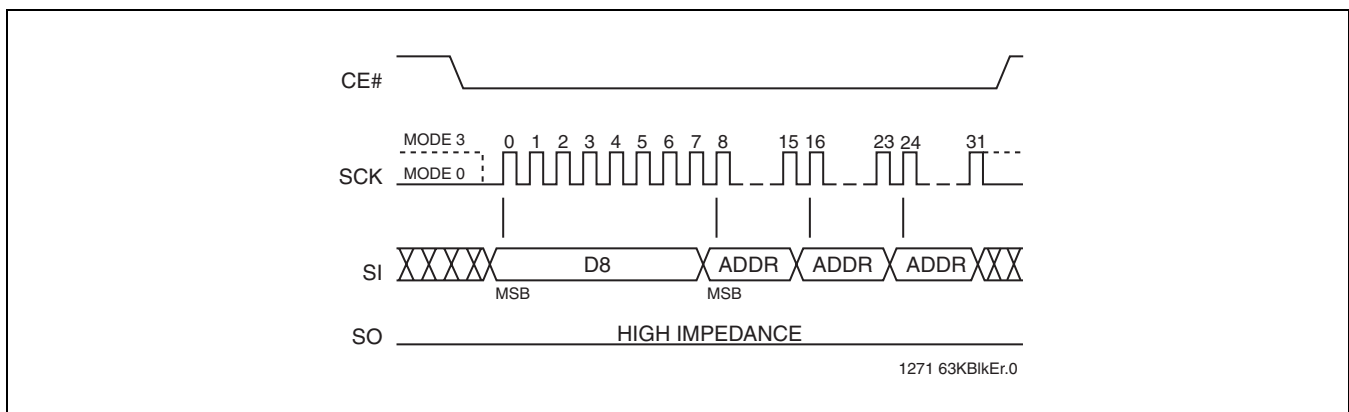 CE#
MODE 3
0 1 2 3 4 5 6 7 8 15 16 23 24 31
SCK
MODE 0
SI
D8
ADDR
ADDR
ADDR
MSB
MSB
SO
HIGH IMPEDANCE
1271 63KBlkEr.0